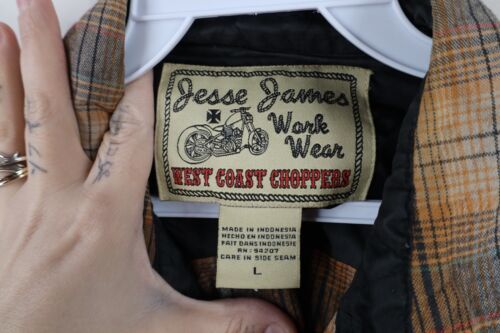 Jesse James
Work
Wear
WEST COAST CHOPPERS
MADE IN INDONESIA
HECHO EN INDONESIA
FAIT DANS INDONESIE
RN: 94207
CARE IN SIDE SEAM
L